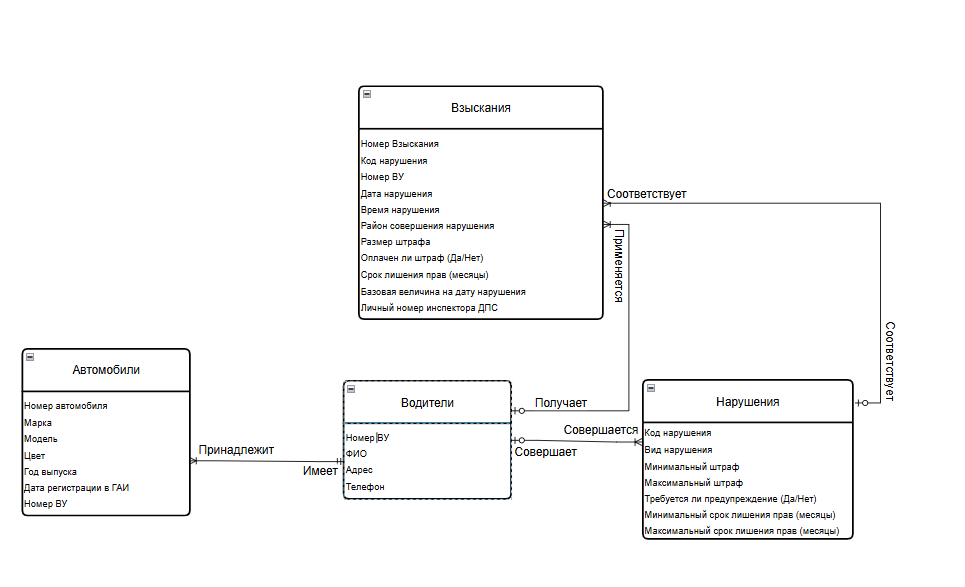 Взыскания
Номер Взыскания
Код нарушения
Номер ВУ
Дата нарушения
Время нарушения
Район совершения нарушения
Размер штрафа
Оплачен ли штраф (Да/Нет)
Срок лишения прав (месяцы)
Базовая величина на дату нарушения
Личный номер инспектора ДПС
Соответствует
Применяется
Соответствует
Автомобили
Номер автомобиля
Марка
Модель
Цвет
Год выпуска
Дата регистрации в ГАИ
Номер ВУ
Принадлежит
Имеет
Водители
Номер ВУ
ФИО
Адрес
Телефон
Получает
Совершается
Совершает
Нарушения
Код нарушения
Вид нарушения
Минимальный штраф
Максимальный штраф
Требуется ли предупреждение (Да/Нет)
Минимальный срок лишения прав (месяцы)
Максимальный срок лишения прав (месяцы)